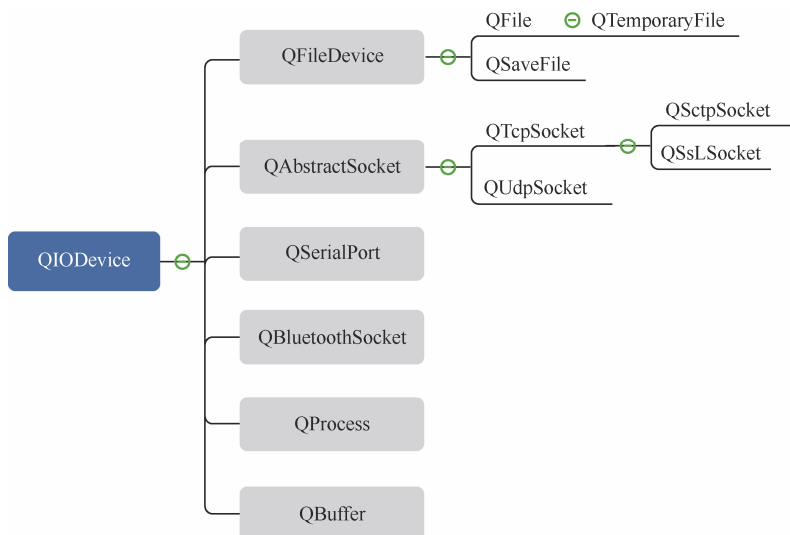 QFile QTemporaryFile
QFileDevice
QSaveFile
QSctpSocket
QTcpSocket
QAbstractSocket
QSsLSocket
QUdpSocket
QSerialPort
QIODevice
QBluetoothSocket
QProcess
QBuffer